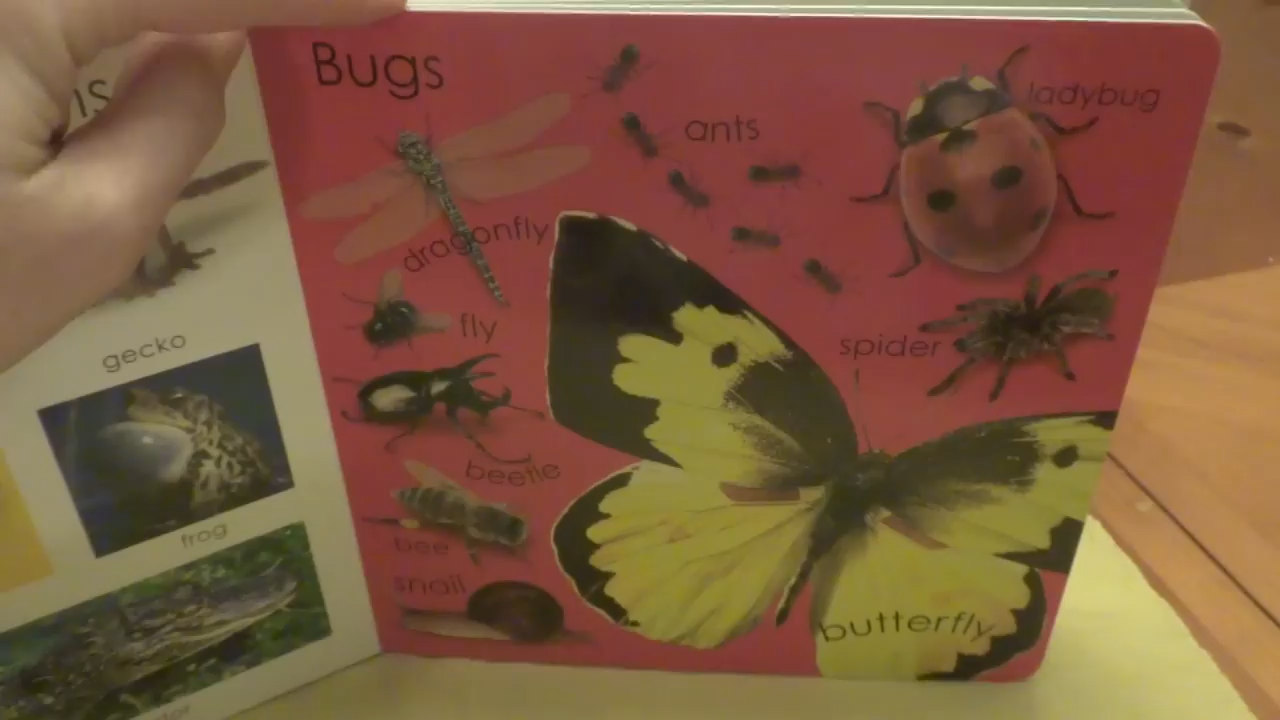 gecko
frog
Bugs
ants
ladybug
dragonfly
fly
spider
beetle
bee
snail
butterfly